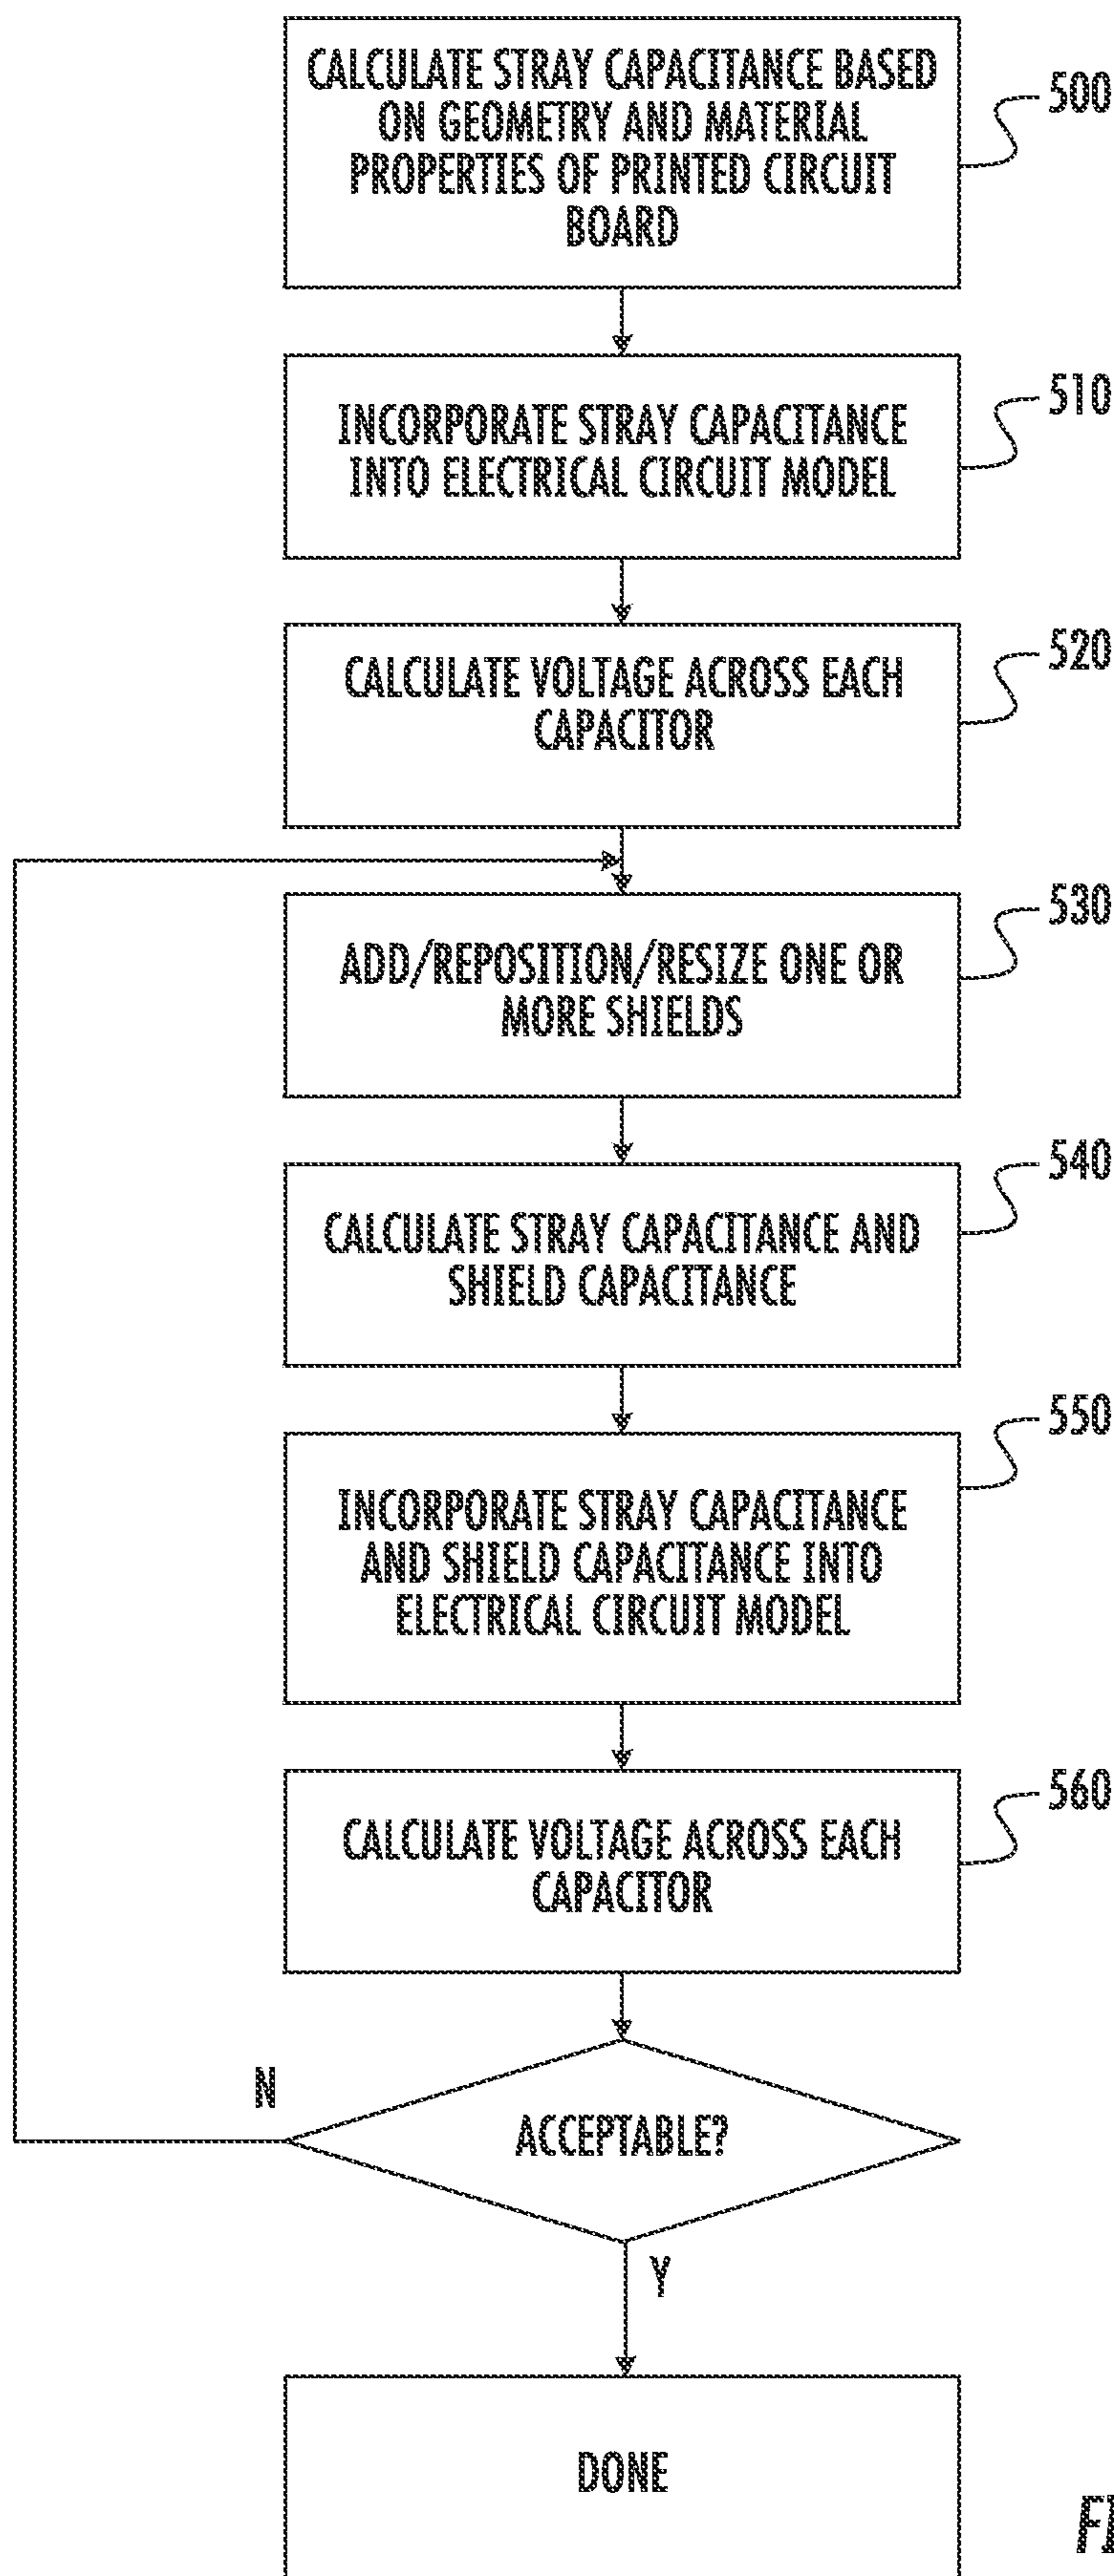 CALCULATE STRAY CAPACITANCE BASED
ON GEOMETRY AND MATERIAL
PROPERTIES OF PRINTED CIRCUIT
BOARD
500
INCORPORATE STRAY CAPACITANCE
INTO ELECTRICAL CIRCUIT MODEL
510
CALCULATE VOLTAGE ACROSS EACH
CAPACITOR
520
ADD/REPOSITION/RESIZE ONE OR
MORE SHIELDS
530
CALCULATE STRAY CAPACITANCE AND
SHIELD CAPACITANCE
540
INCORPORATE STRAY CAPACITANCE
AND SHIELD CAPACITANCE INTO
ELECTRICAL CIRCUIT MODEL
550
CALCULATE VOLTAGE ACROSS EACH
CAPACITOR
560
N
ACCEPTABLE?
Y
DONE